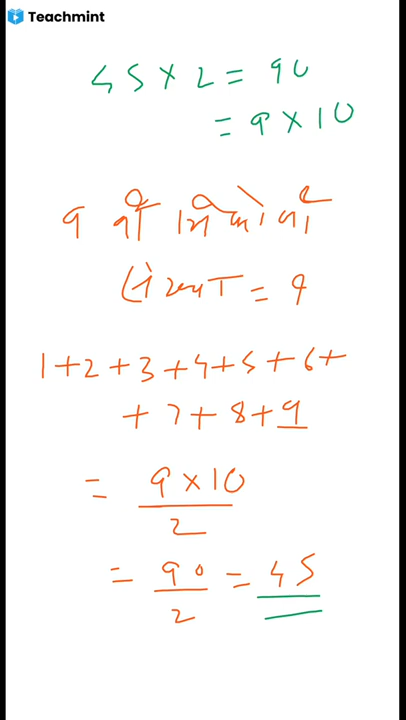 Teachmint
45 × 2 = 90
= 9 × 10
9
= 9
1+2+3+4+5+6+
+7+8+9
= 9×10
2
= 90 = 45
2